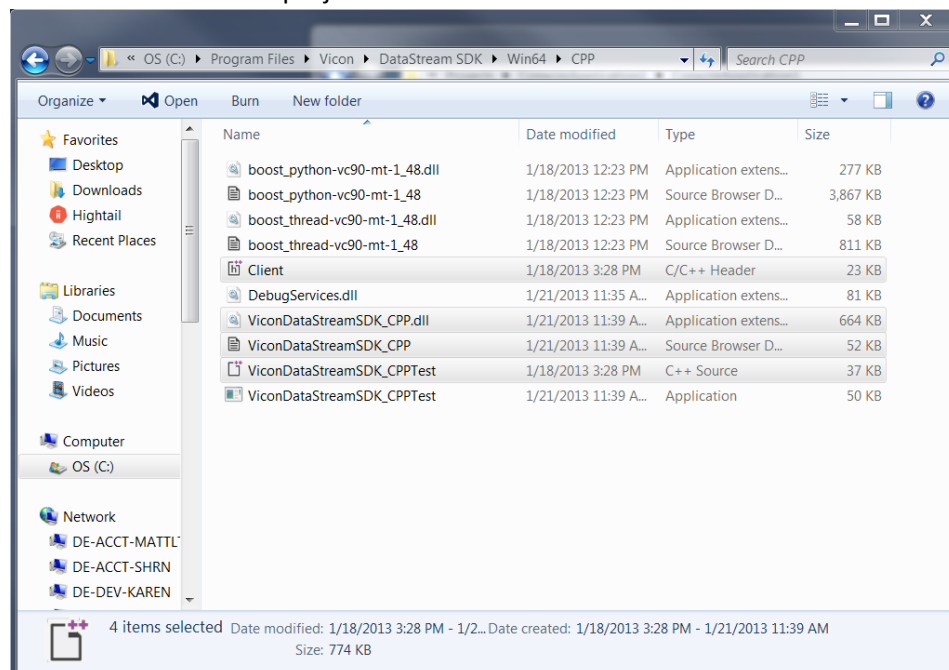 « OS (C:) ▸ Program Files ▸ Vicon ▸ DataStream SDK ▸ Win64 ▸ CPP Search CPP
Organize Open Burn New folder
Favorites
Desktop
Downloads
Hightail
Recent Places
Libraries
Documents
Music
Pictures
Videos
Computer
OS (C:)
Network
DE-ACCT-MATTL
DE-ACCT-SHRN
DE-DEV-KAREN
Name Date modified Type Size
boost_python-vc90-mt-1_48.dll 1/18/2013 12:23 PM Application extens... 277 KB
boost_python-vc90-mt-1_48 1/18/2013 12:23 PM Source Browser D... 3,867 KB
boost_thread-vc90-mt-1_48.dll 1/18/2013 12:23 PM Application extens... 58 KB
boost_thread-vc90-mt-1_48 1/18/2013 12:23 PM Source Browser D... 811 KB
Client 1/18/2013 3:28 PM C/C++ Header 23 KB
DebugServices.dll 1/21/2013 11:35 A... Application extens... 81 KB
ViconDataStreamSDK_CPP.dll 1/21/2013 11:39 A... Application extens... 664 KB
ViconDataStreamSDK_CPP 1/21/2013 11:39 A... Source Browser D... 52 KB
ViconDataStreamSDK_CPPTest 1/18/2013 3:28 PM C++ Source 37 KB
ViconDataStreamSDK_CPPTest 1/21/2013 11:39 A... Application 50 KB
4 items selected Date modified: 1/18/2013 3:28 PM - 1/2... Date created: 1/18/2013 3:28 PM - 1/21/2013 11:39 AM
Size: 774 KB